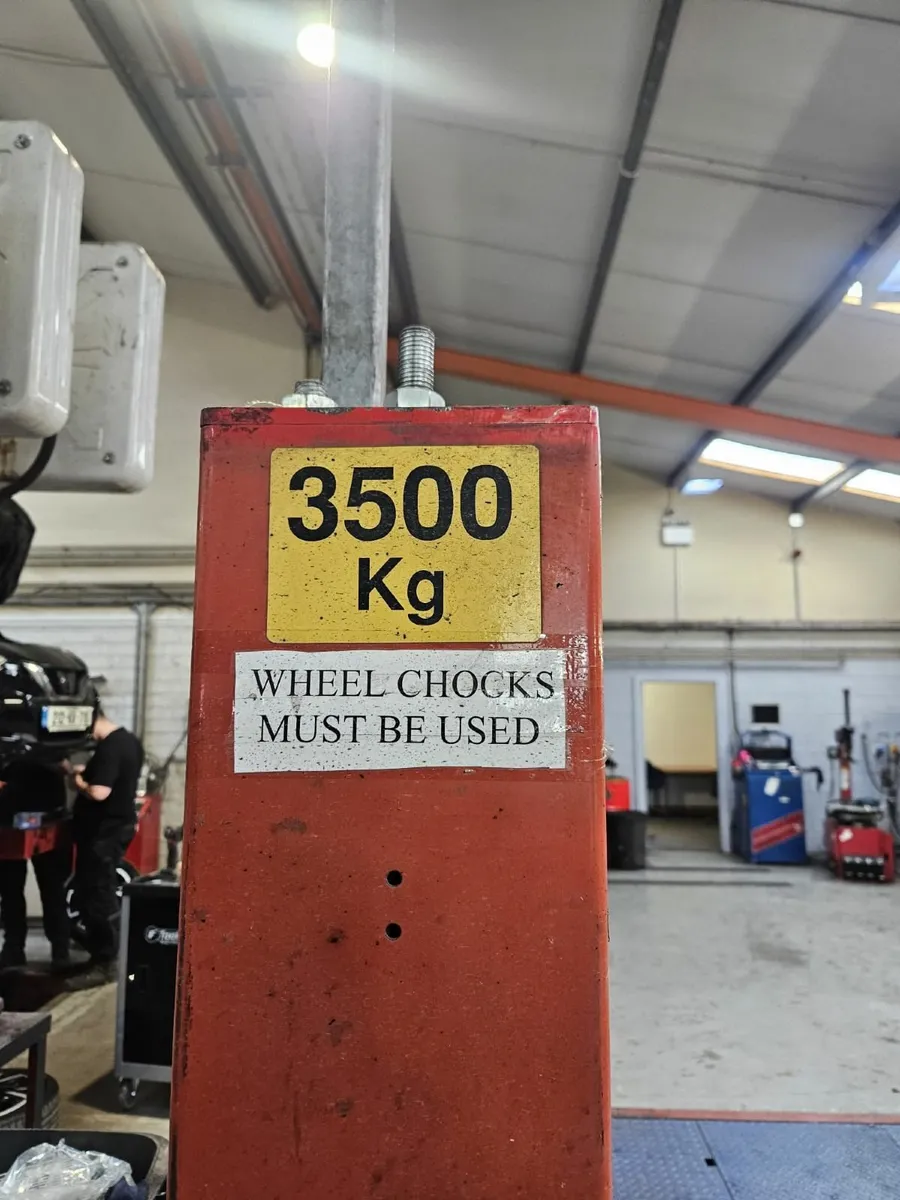 3500
Kg
WHEEL CHOCKS
MUST BE USED